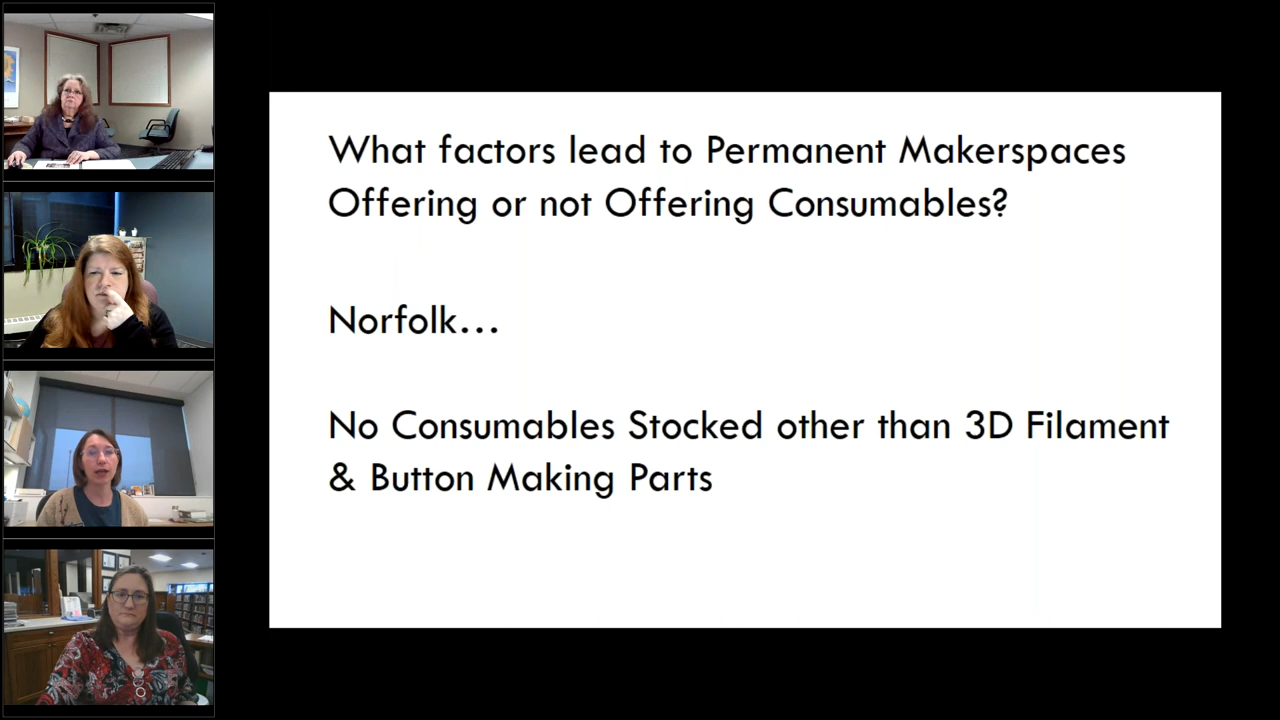 What factors lead to Permanent Makerspaces
Offering or not Offering Consumables?
Norfolk…
No Consumables Stocked other than 3D Filament
& Button Making Parts